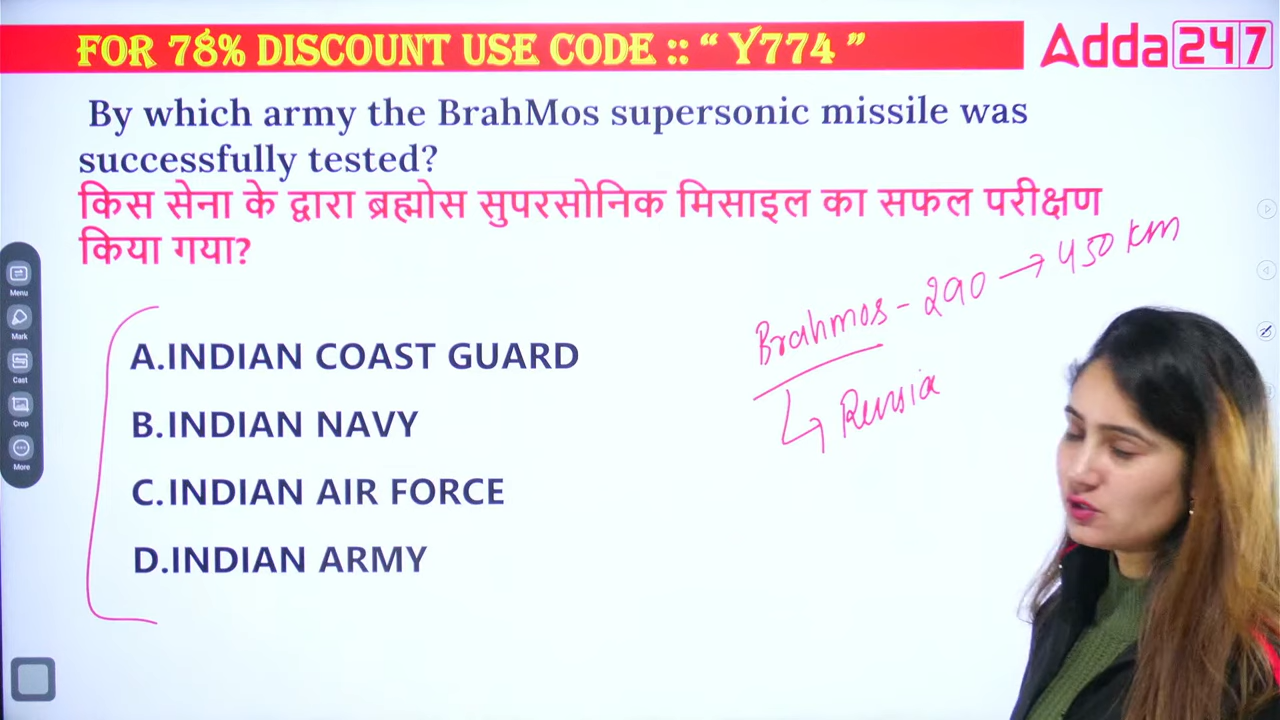 FOR 78% DISCOUNT USE CODE :: “ Y774 ”
Adda247
By which army the BrahMos supersonic missile was
successfully tested?
किस सेना के द्वारा ब्रह्मोस सुपरसोनिक मिसाइल का सफल परीक्षण
किया गया?
Brahmos - 290 → 450 km
Russia
A.INDIAN COAST GUARD
B.INDIAN NAVY
C.INDIAN AIR FORCE
D.INDIAN ARMY
Menu
Mark
Cast
Crop
More